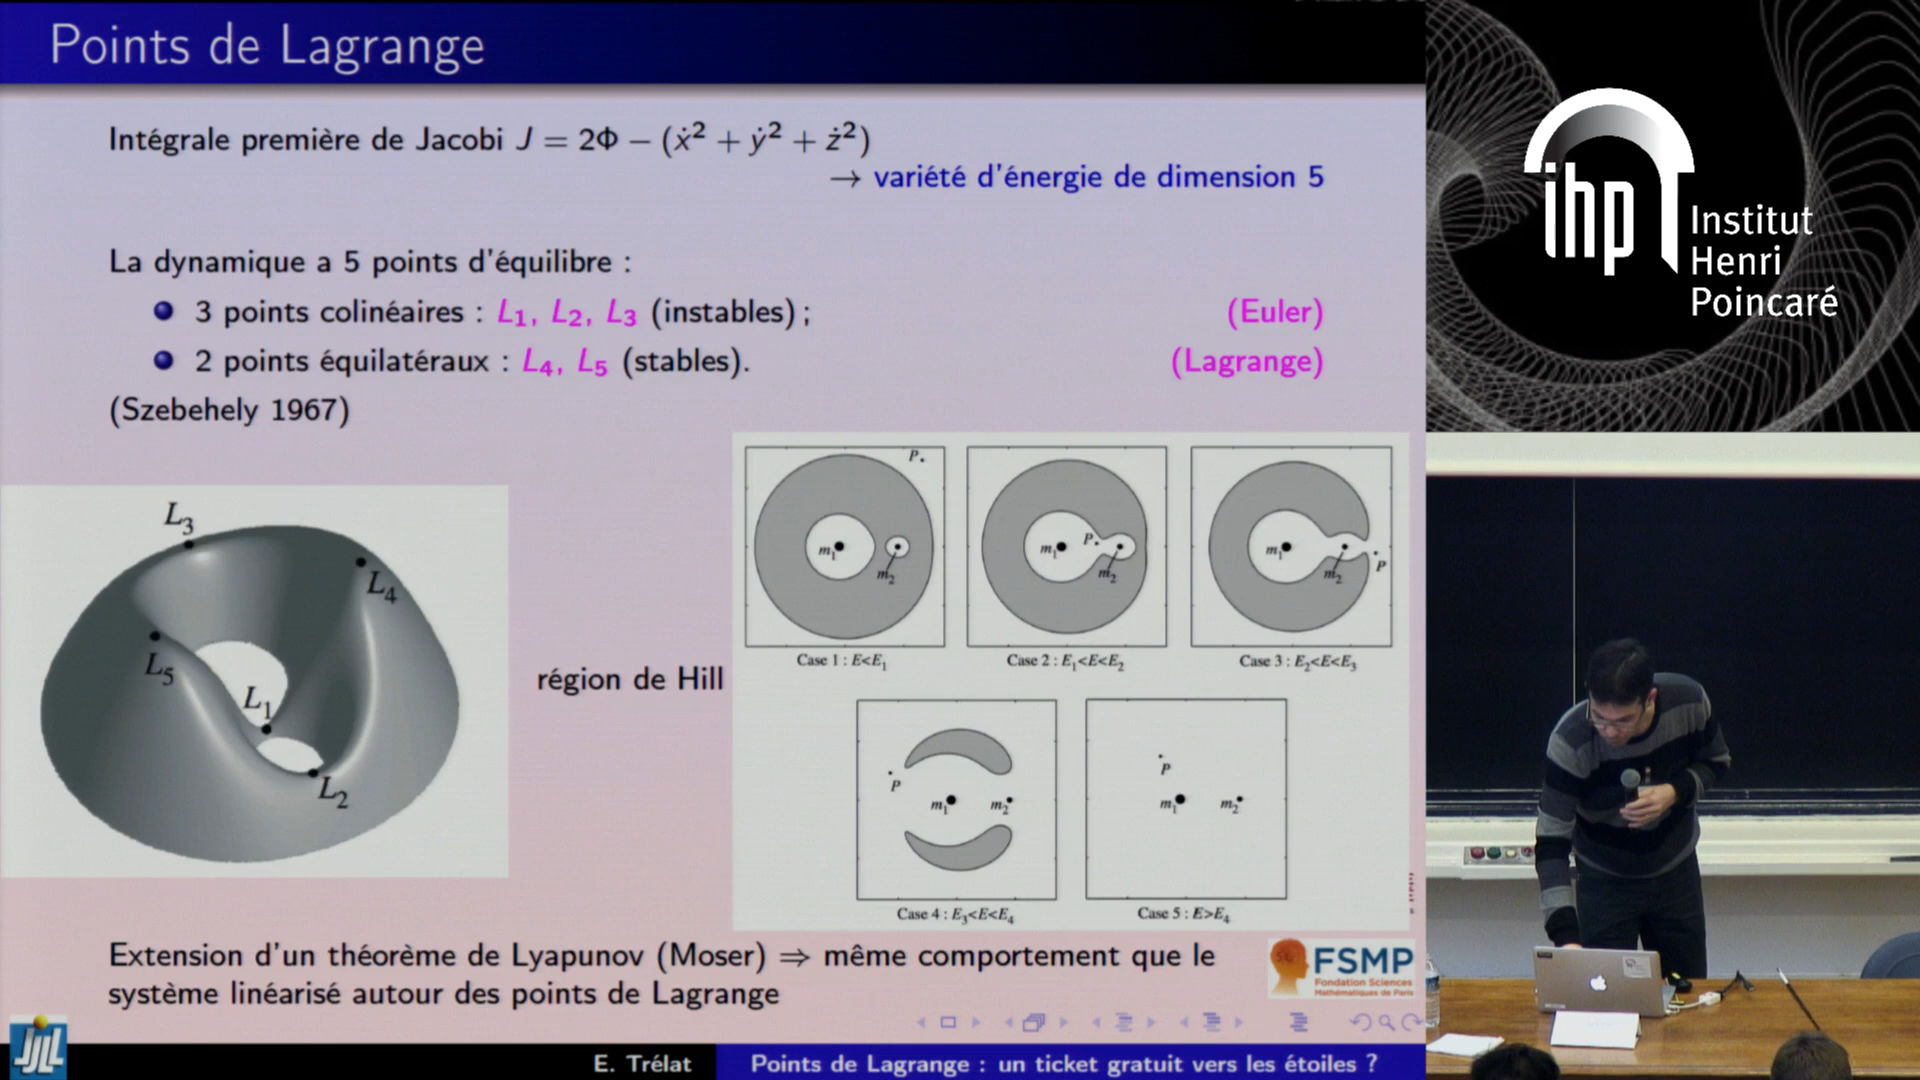 Points de Lagrange
Intégrale première de Jacobi J = 2Φ − (ẋ² + ẏ² + ż²)
→ variété d'énergie de dimension 5
La dynamique a 5 points d'équilibre :
3 points colinéaires : L₁, L₂, L₃ (instables) ; (Euler)
2 points équilatéraux : L₄, L₅ (stables). (Lagrange)
(Szebehely 1967)
L₃
L₄
L₅
L₁
L₂
région de Hill
P
m₁
m₂
Case 1 : E<E₁
P
m₁
m₂
Case 2 : E₁<E<E₂
P
m₁
m₂
Case 3 : E₂<E<E₃
P
m₁
m₂
Case 4 : E₃<E<E₄
P
m₁
m₂
Case 5 : E>E₄
Extension d'un théorème de Lyapunov (Moser) ⇒ même comportement que le
système linéarisé autour des points de Lagrange
FSMP
Fondation Sciences
Mathématiques de Paris
JJL
E. Trélat
Points de Lagrange : un ticket gratuit vers les étoiles ?
ihp
Institut
Henri
Poincaré